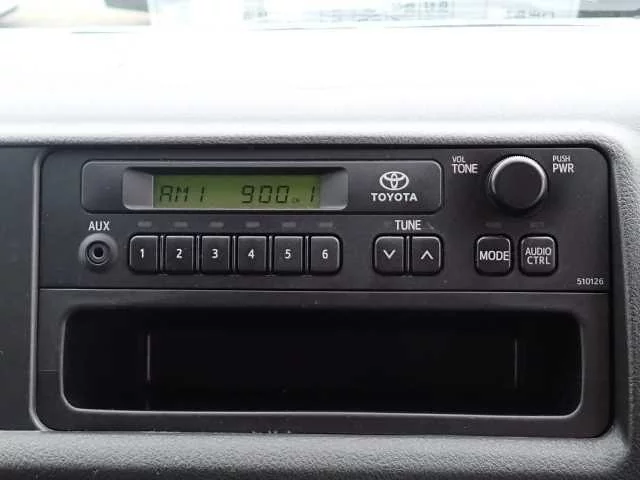 AM1 900 CH 1
TOYOTA
VOL
TONE
PUSH
PWR
AUX
TUNE
1 2 3 4 5 6
MODE
AUDIO
CTRL
510126